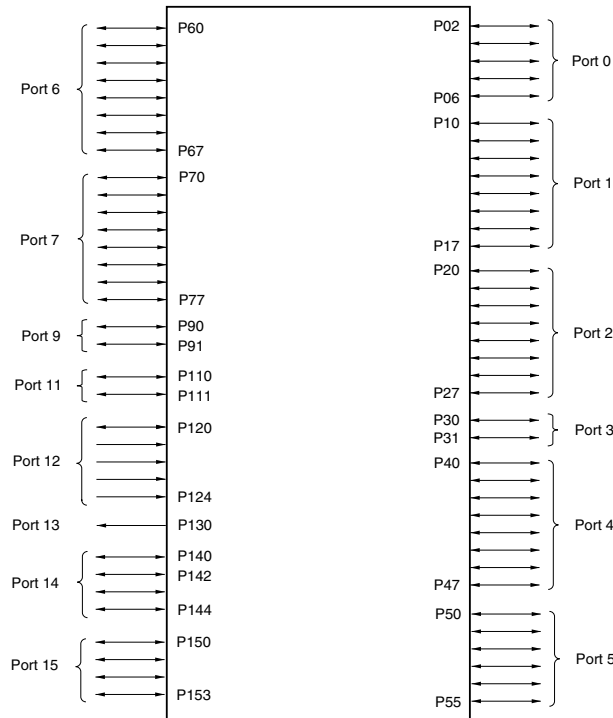 P60
P02
Port 0
Port 6
P06
P10
P67
P70
Port 1
Port 7
P17
P20
P77
P90
Port 9
P91
Port 2
P110
Port 11
P111
P27
P120
P30
Port 3
P31
Port 12
P40
P124
Port 13
P130
Port 4
P140
P142
Port 14
P47
P144
P50
P150
Port 15
Port 5
P153
P55